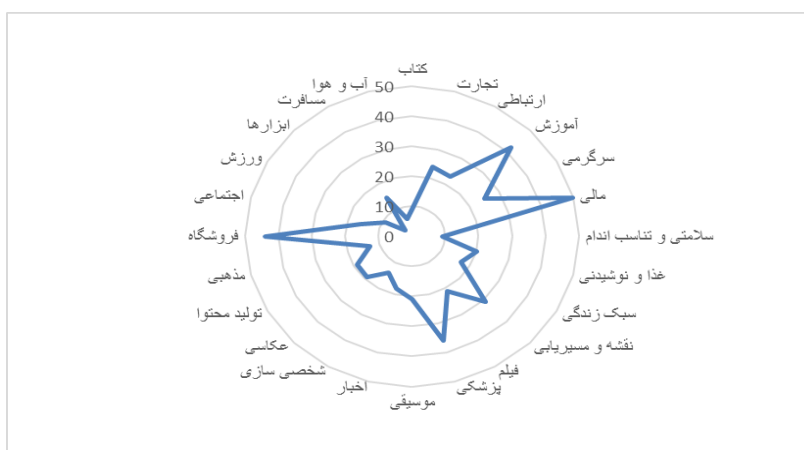 کتاب
تجارت
ارتباطی
آموزش
سرگرمی
مالی
سلامتی و تناسب اندام
غذا و نوشیدنی
سبک زندگی
نقشه و مسیریابی
فیلم
پزشکی
موسیقی
اخبار
شخصی سازی
عکاسی
تولید محتوا
مذهبی
فروشگاه
اجتماعی
ورزش
ابزارها
مسافرت
آب و هوا
50
40
30
20
10
0